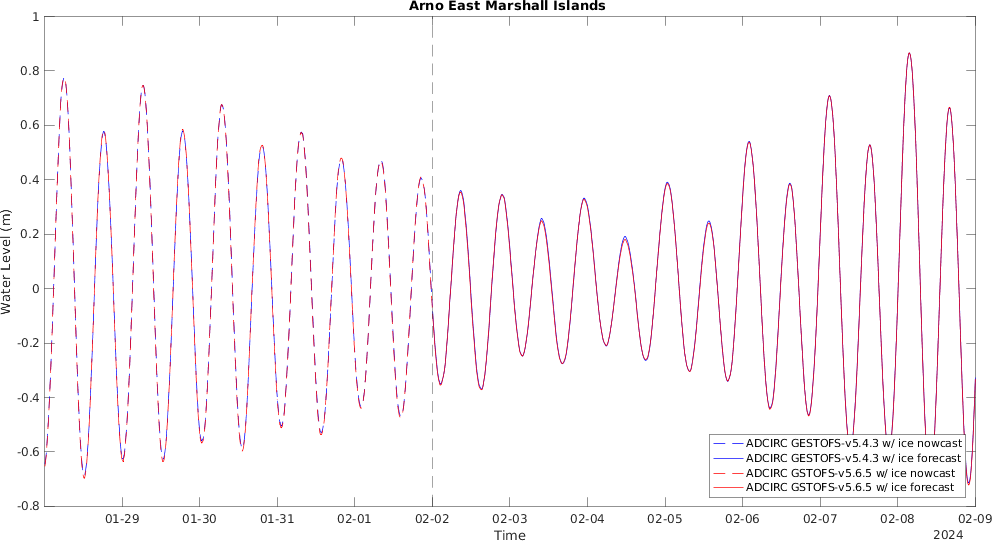 Arno East Marshall Islands
1
0.8
0.6
0.4
0.2
0
-0.2
-0.4
-0.6
-0.8
Water Level (m)
ADCIRC GESTOFS-v5.4.3 w/ ice nowcast
ADCIRC GESTOFS-v5.4.3 w/ ice forecast
ADCIRC GSTOFS-v5.6.5 w/ ice nowcast
ADCIRC GSTOFS-v5.6.5 w/ ice forecast
01-29 01-30 01-31 02-01 02-02 02-03 02-04 02-05 02-06 02-07 02-08 02-09
Time
2024